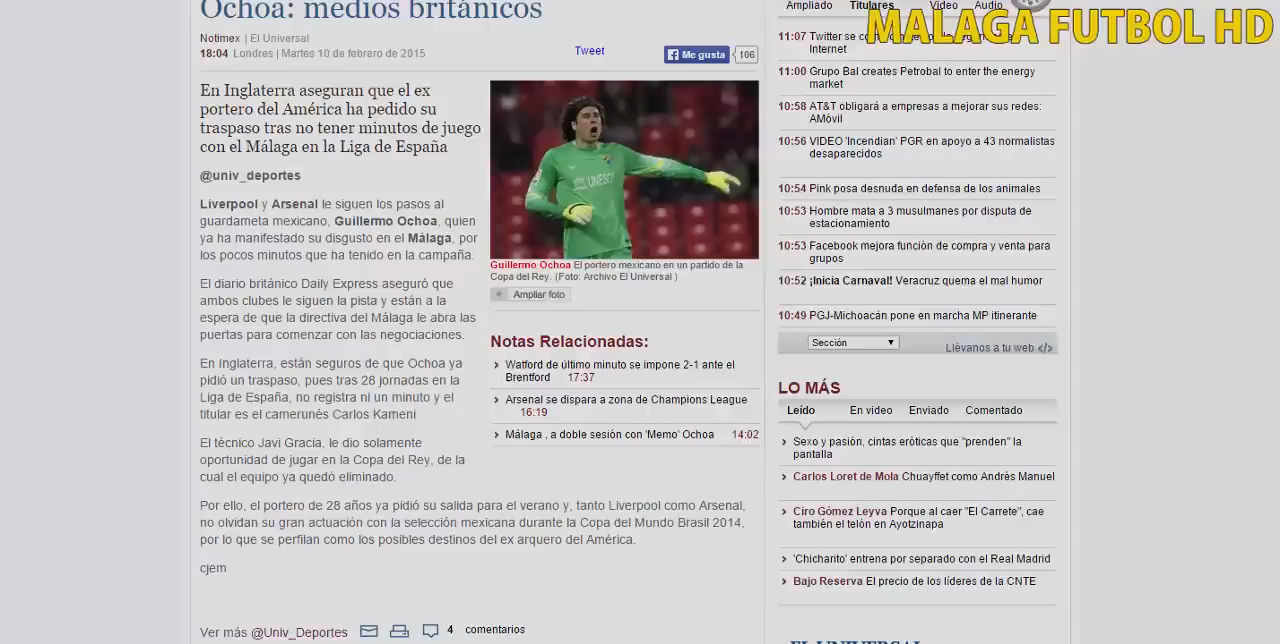 Ochoa: medios británicos
Notimex | El Universal
18:04 Londres | Martes 10 de febrero de 2015
Tweet
Me gusta
106
En Inglaterra aseguran que el ex
portero del América ha pedido su
traspaso tras no tener minutos de juego
con el Málaga en la Liga de España
@univ_deportes
Liverpool y Arsenal le siguen los pasos al
guardameta mexicano, Guillermo Ochoa, quien
ya ha manifestado su disgusto en el Málaga, por
los pocos minutos que ha tenido en la campaña.
El diario británico Daily Express aseguró que
ambos clubes le siguen la pista y están a la
espera de que la directiva del Málaga le abra las
puertas para comenzar con las negociaciones.
En Inglaterra, están seguros de que Ochoa ya
pidió un traspaso, pues tras 28 jornadas en la
Liga de España, no registra ni un minuto y el
titular es el camerunés Carlos Kameni.
El técnico Javi Gracia, le dio solamente
oportunidad de jugar en la Copa del Rey, de la
cual el equipo ya quedó eliminado.
Por ello, el portero de 28 años ya pidió su salida para el verano y, tanto Liverpool como Arsenal,
no olvidan su gran actuación con la selección mexicana durante la Copa del Mundo Brasil 2014,
por lo que se perfilan como los posibles destinos del ex arquero del América.
cjem
Ver más @Univ_Deportes
4 comentarios
UNESCO
Guillermo Ochoa El portero mexicano en un partido de la
Copa del Rey. (Foto: Archivo El Universal )
Ampliar foto
Notas Relacionadas:
Watford de último minuto se impone 2-1 ante el
Brentford 17:37
Arsenal se dispara a zona de Champions League
16:19
Málaga , a doble sesión con 'Memo' Ochoa 14:02
Ampliado Titulares Video Audio
MALAGA FUTBOL HD
11:07 Twitter se
Internet
11:00 Grupo Bal creates Petrobal to enter the energy
market
10:58 AT&T obligará a empresas a mejorar sus redes:
AMóvil
10:56 VIDEO 'Incendian' PGR en apoyo a 43 normalistas
desaparecidos
10:54 Pink posa desnuda en defensa de los animales
10:53 Hombre mata a 3 musulmanes por disputa de
estacionamiento
10:53 Facebook mejora función de compra y venta para
grupos
10:52 ¡Inicia Carnaval! Veracruz quema el mal humor
10:49 PGJ-Michoacán pone en marcha MP itinerante
Sección
Llévanos a tu web </>
LO MÁS
Leído En video Enviado Comentado
Sexo y pasión, cintas eróticas que "prenden" la
pantalla
Carlos Loret de Mola Chuayffet como Andrés Manuel
Ciro Gómez Leyva Porque al caer "El Carrete", cae
también el telón en Ayotzinapa
'Chicharito' entrena por separado con el Real Madrid
Bajo Reserva El precio de los líderes de la CNTE
EL UNIVERSAL